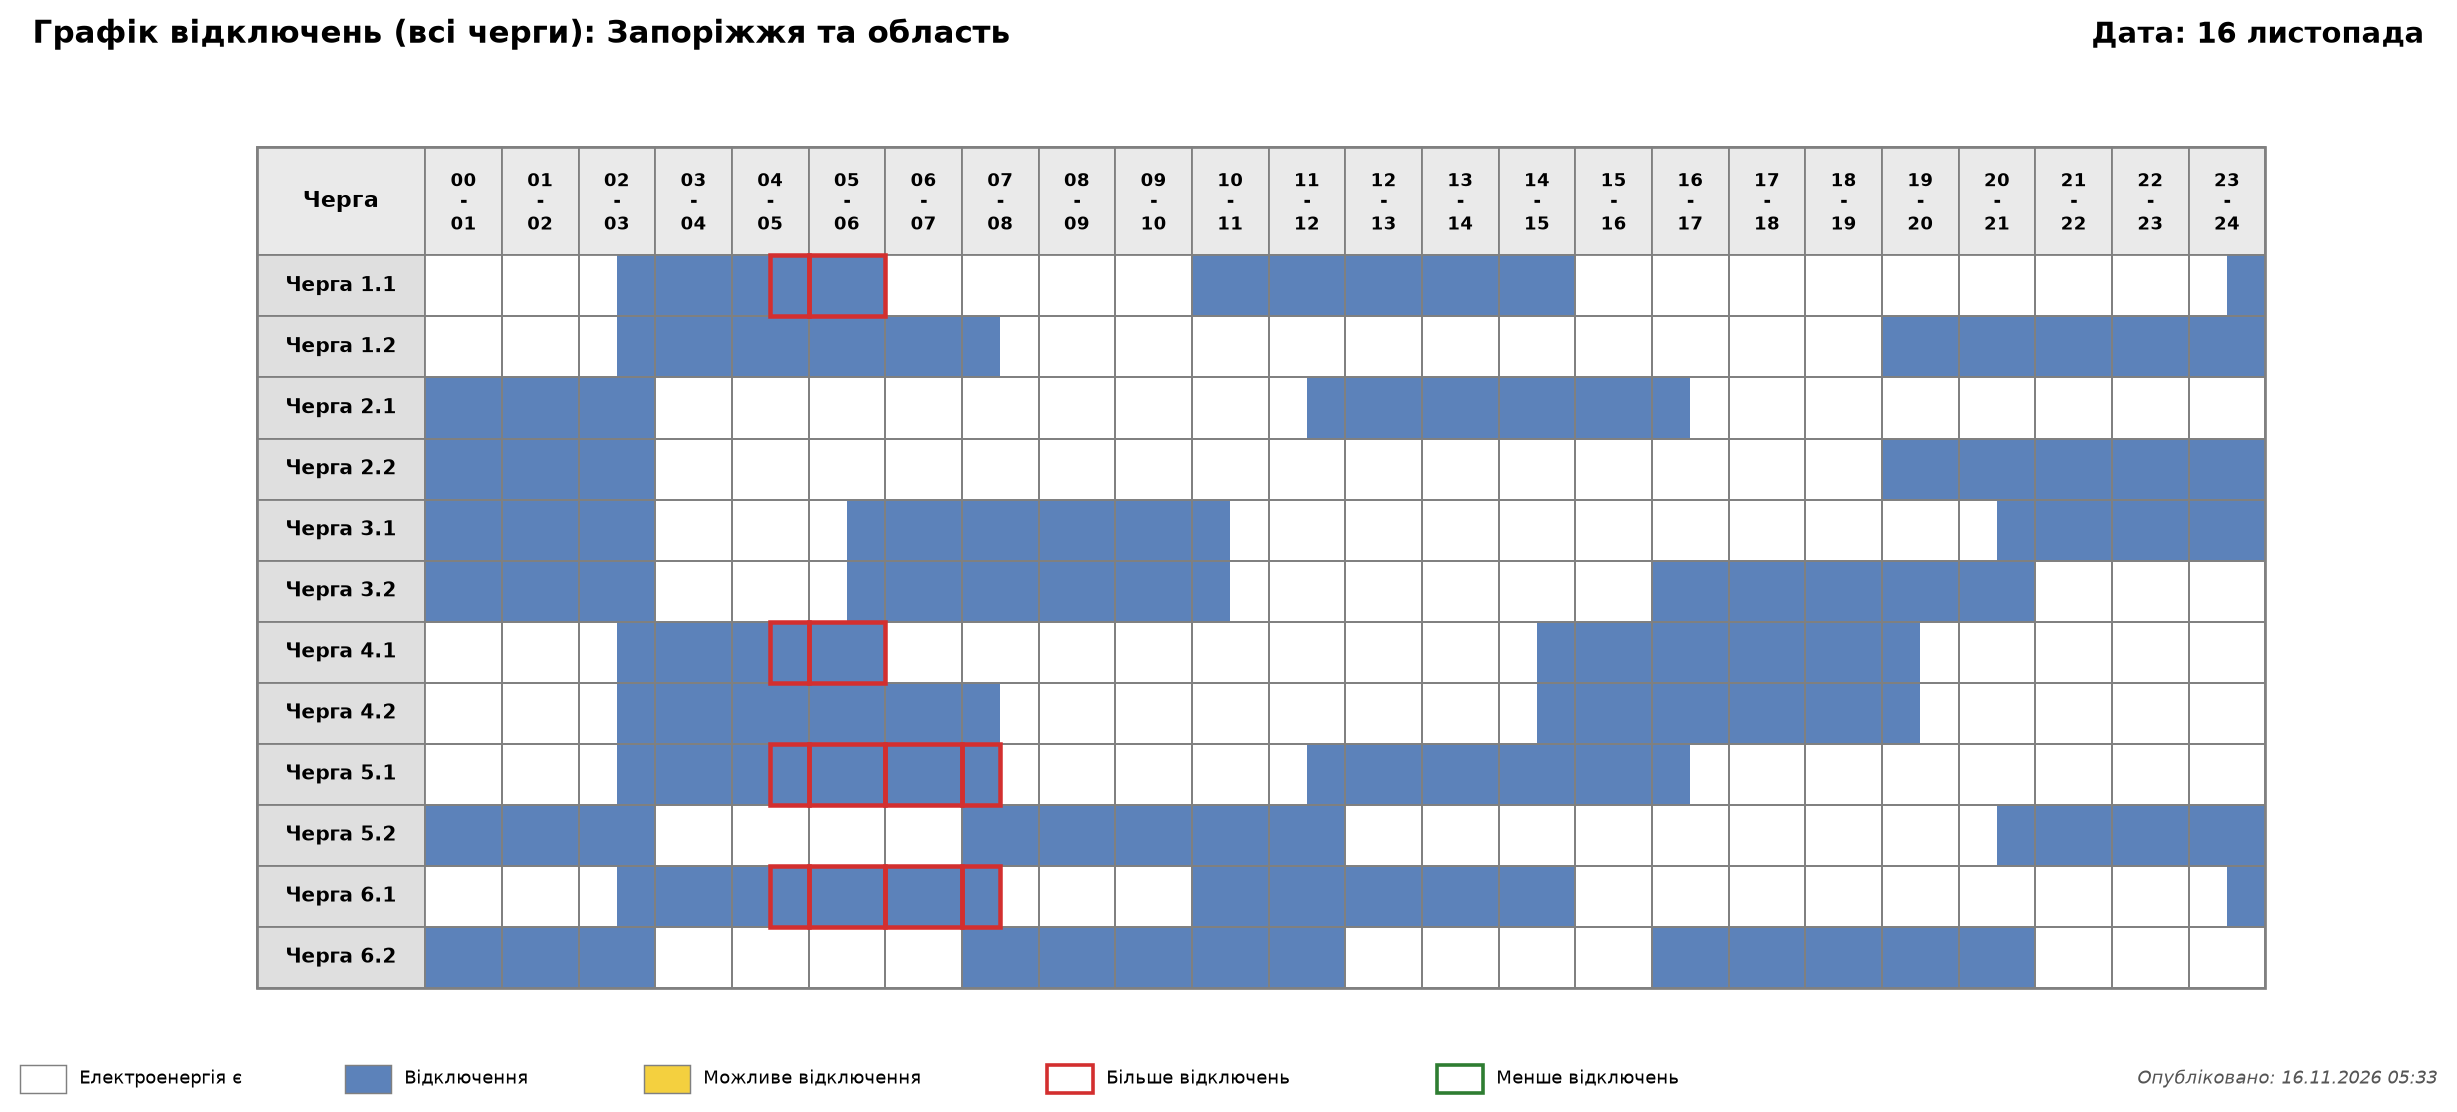 Графік відключень (всі черги): Запоріжжя та область
Дата: 16 листопада
Черга 00 - 01 01 - 02 02 - 03 03 - 04 04 - 05 05 - 06 06 - 07 07 - 08 08 - 09 09 - 10 10 - 11 11 - 12 12 - 13 13 - 14 14 - 15 15 - 16 16 - 17 17 - 18 18 - 19 19 - 20 20 - 21 21 - 22 22 - 23 23 - 24
Черга 1.1
Черга 1.2
Черга 2.1
Черга 2.2
Черга 3.1
Черга 3.2
Черга 4.1
Черга 4.2
Черга 5.1
Черга 5.2
Черга 6.1
Черга 6.2
Електроенергія є
Відключення
Можливе відключення
Більше відключень
Менше відключень
Опубліковано: 16.11.2026 05:33